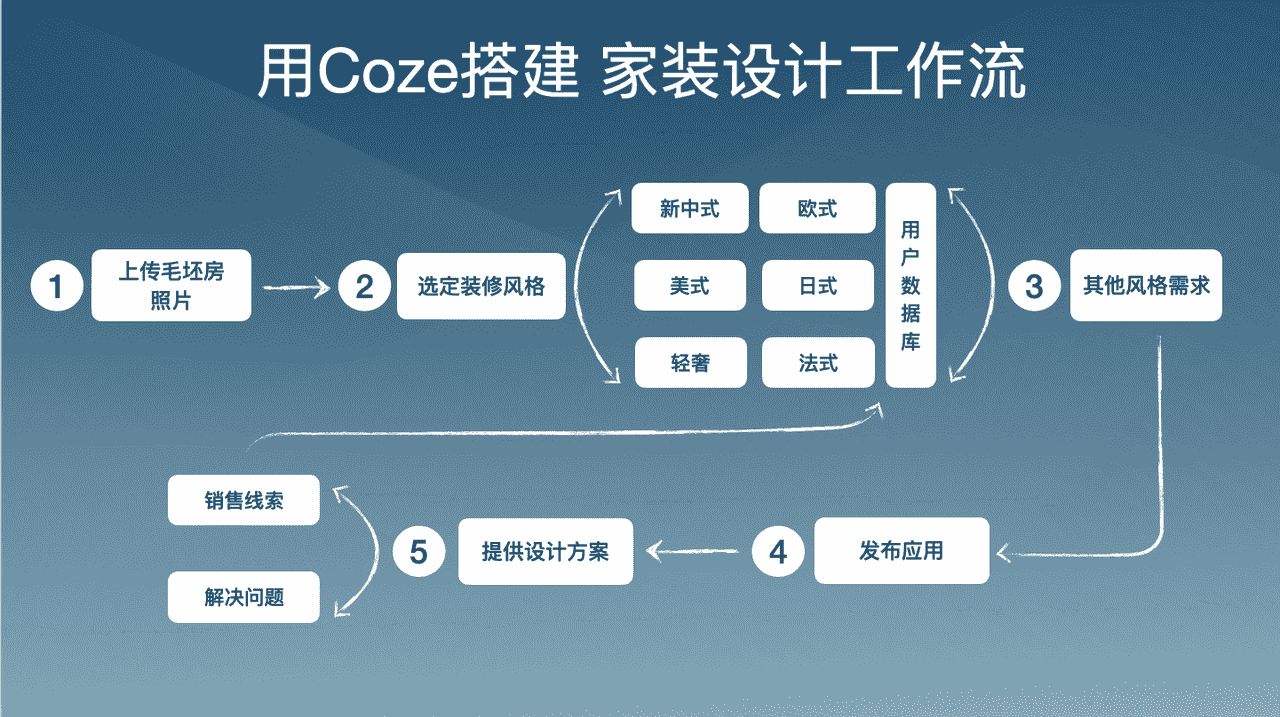 用Coze搭建 家装设计工作流
1
上传毛坯房
照片
2
选定装修风格
新中式
欧式
美式
日式
轻奢
法式
用
户
数
据
库
3
其他风格需求
4
发布应用
5
提供设计方案
销售线索
解决问题